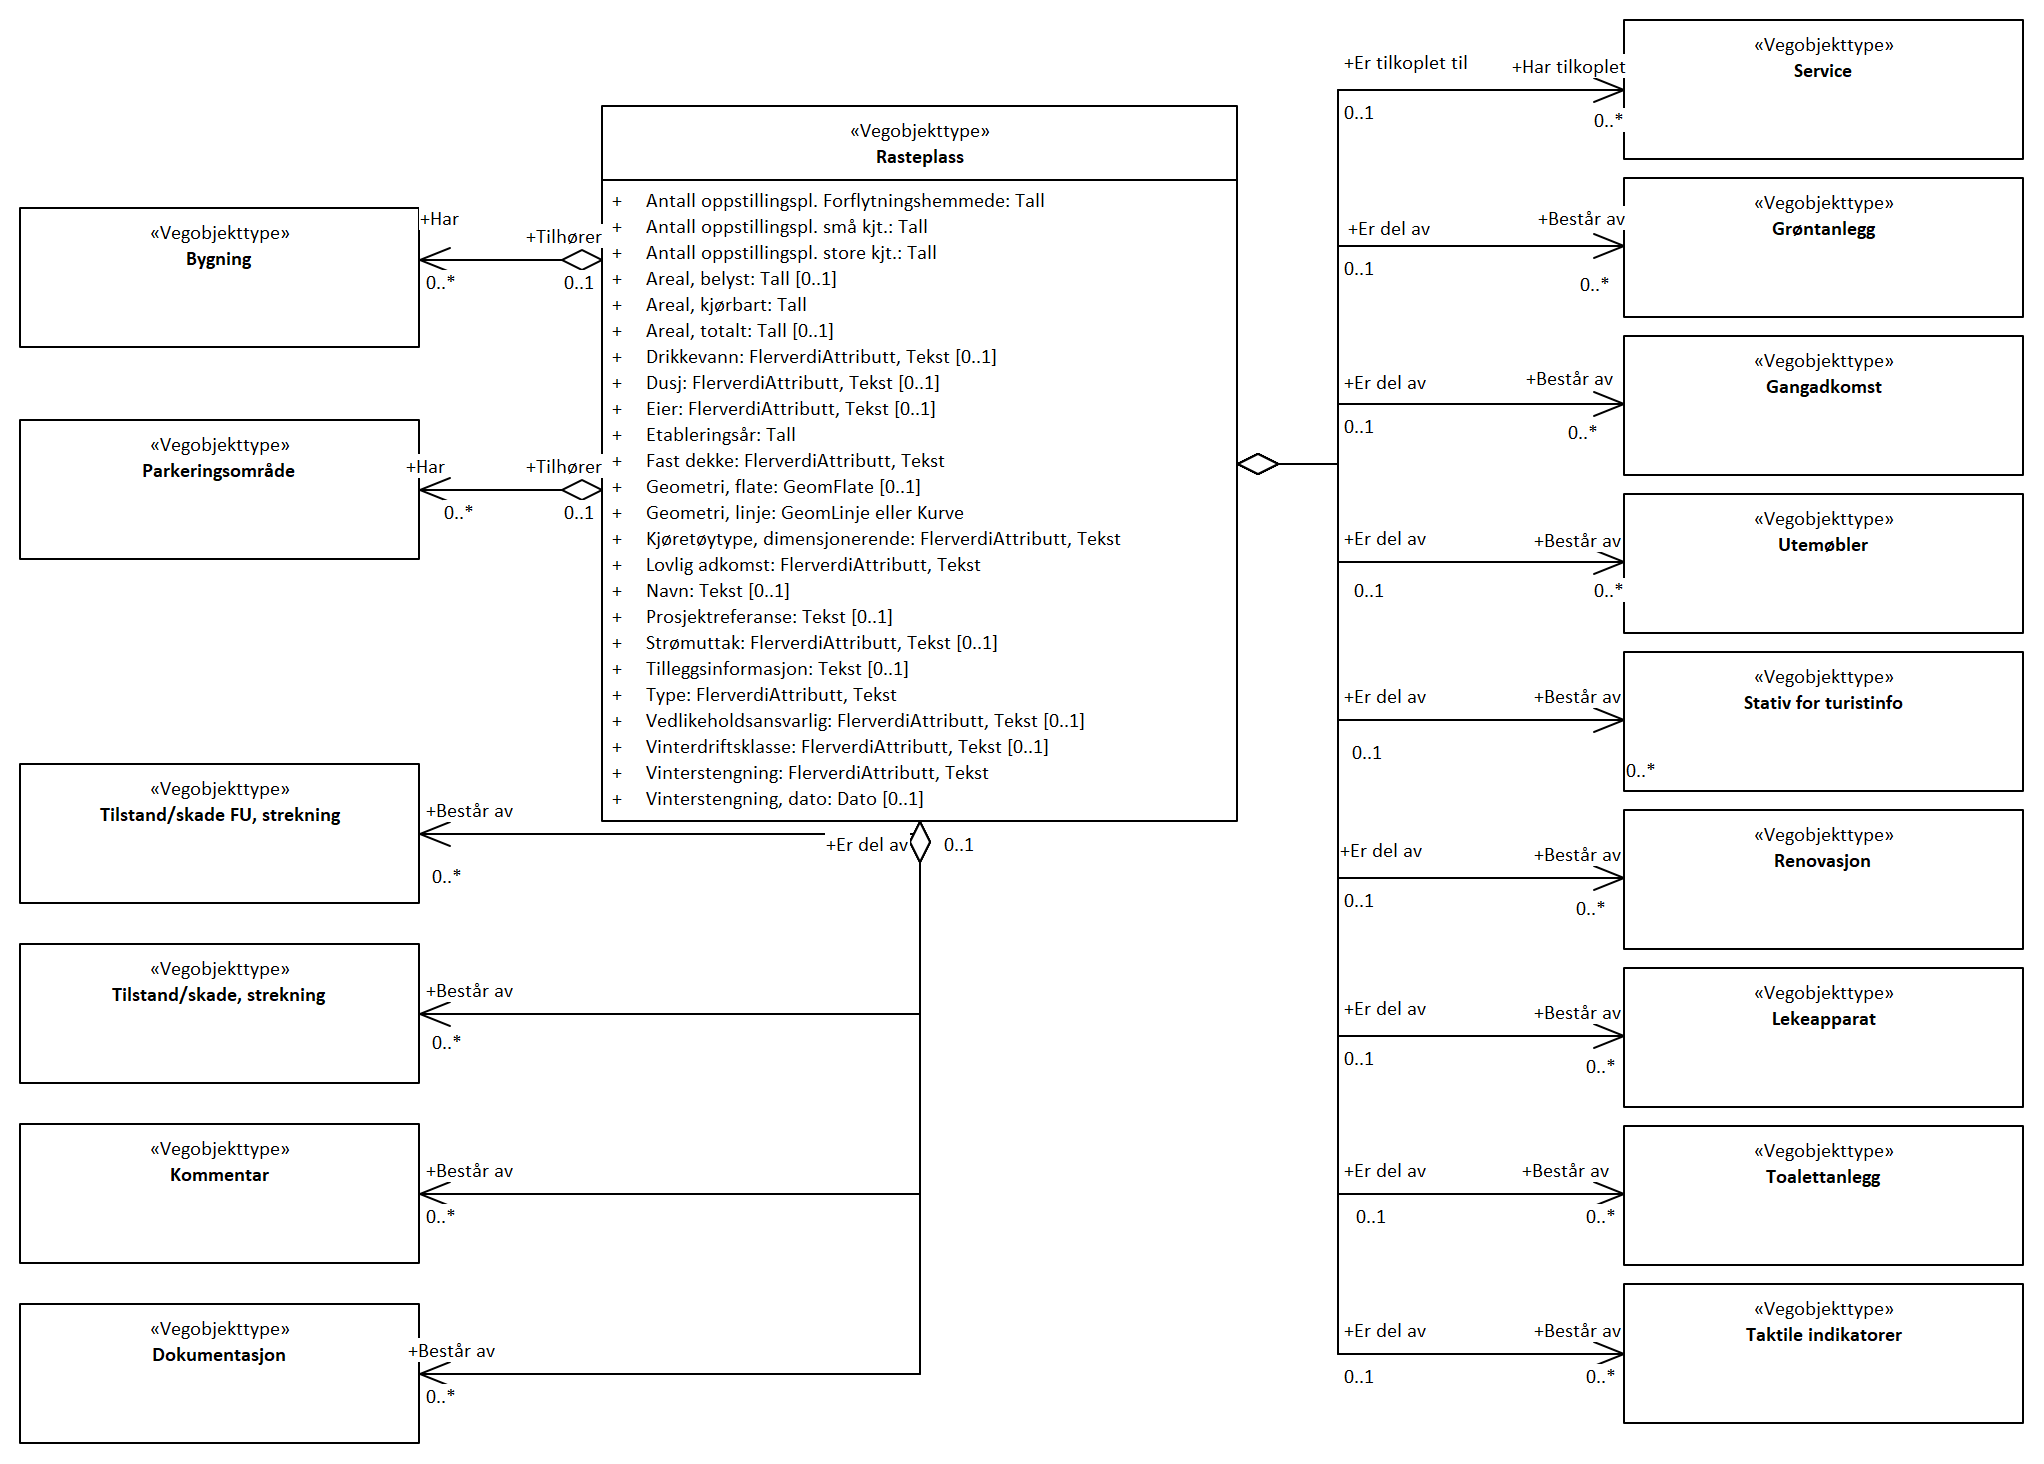 «Vegobjekttype»
Rasteplass
+ Antall oppstillingspl. Forflytningshemmede: Tall
+ Antall oppstillingspl. små kjt.: Tall
+ Antall oppstillingspl. store kjt.: Tall
+ Areal, belyst: Tall [0..1]
+ Areal, kjørbart: Tall
+ Areal, totalt: Tall [0..1]
+ Drikkevann: FlerverdiAttributt, Tekst [0..1]
+ Dusj: FlerverdiAttributt, Tekst [0..1]
+ Eier: FlerverdiAttributt, Tekst [0..1]
+ Etableringsår: Tall
+ Fast dekke: FlerverdiAttributt, Tekst
+ Geometri, flate: GeomFlate [0..1]
+ Geometri, linje: GeomLinje eller Kurve
+ Kjøretøytype, dimensjonerende: FlerverdiAttributt, Tekst
+ Lovlig adkomst: FlerverdiAttributt, Tekst
+ Navn: Tekst [0..1]
+ Prosjektreferanse: Tekst [0..1]
+ Strømuttak: FlerverdiAttributt, Tekst [0..1]
+ Tilleggsinformasjon: Tekst [0..1]
+ Type: FlerverdiAttributt, Tekst
+ Vedlikeholdsansvarlig: FlerverdiAttributt, Tekst [0..1]
+ Vinterdriftsklasse: FlerverdiAttributt, Tekst [0..1]
+ Vinterstengning: FlerverdiAttributt, Tekst
+ Vinterstengning, dato: Dato [0..1]
«Vegobjekttype»
Bygning
+Har
0..*
+Tilhører
0..1
«Vegobjekttype»
Parkeringsområde
+Har
0..*
+Tilhører
0..1
«Vegobjekttype»
Tilstand/skade FU, strekning
+Består av
0..*
+Er del av
0..1
«Vegobjekttype»
Tilstand/skade, strekning
+Består av
0..*
«Vegobjekttype»
Kommentar
+Består av
0..*
«Vegobjekttype»
Dokumentasjon
+Består av
0..*
+Er tilkoplet til
0..1
+Har tilkoplet
0..*
«Vegobjekttype»
Service
+Er del av
0..1
+Består av
0..*
«Vegobjekttype»
Grøntanlegg
+Er del av
0..1
+Består av
0..*
«Vegobjekttype»
Gangadkomst
+Er del av
0..1
+Består av
0..*
«Vegobjekttype»
Utemøbler
+Er del av
0..1
+Består av
0..*
«Vegobjekttype»
Stativ for turistinfo
+Er del av
0..1
+Består av
0..*
«Vegobjekttype»
Renovasjon
+Er del av
0..1
+Består av
0..*
«Vegobjekttype»
Lekeapparat
+Er del av
0..1
+Består av
0..*
«Vegobjekttype»
Toalettanlegg
+Er del av
0..1
+Består av
0..*
«Vegobjekttype»
Taktile indikatorer